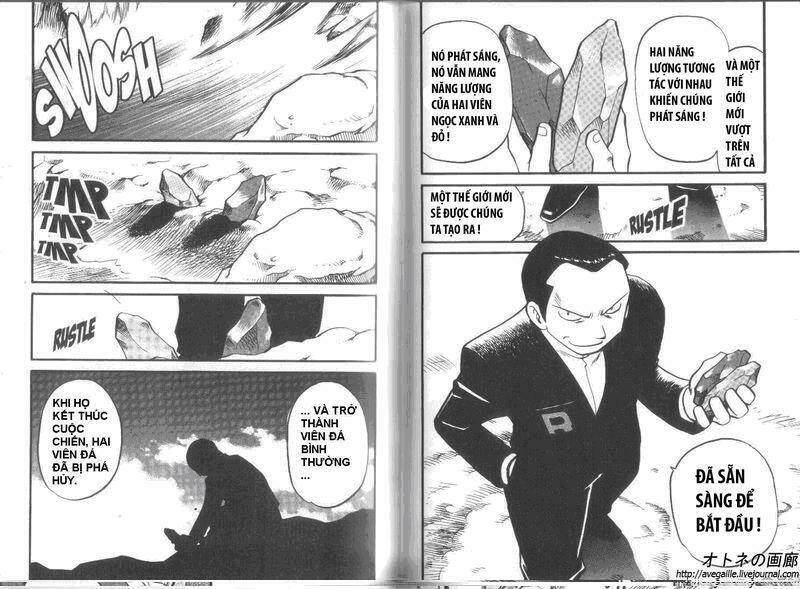 SWOOSH
TMP
TMP
TMP
RUSTLE
KHI HỌ
KẾT THÚC
CUỘC
CHIẾN, HAI
VIÊN ĐÁ
ĐÃ BỊ PHÁ
HỦY.
... VÀ TRỞ
THÀNH
VIÊN ĐÁ
BÌNH
THƯỜNG
...
NÓ PHÁT SÁNG,
NÓ VẪN MANG
NĂNG LƯỢNG
CỦA HAI VIÊN
NGỌC XANH VÀ
ĐỎ !
HAI NĂNG
LƯỢNG TƯƠNG
TÁC VỚI NHAU
KHIẾN CHÚNG
PHÁT SÁNG !
VÀ MỘT
THẾ
GIỚI
MỚI
VƯỢT
TRÊN
TẤT CẢ
MỘT THẾ GIỚI MỚI
SẼ ĐƯỢC CHÚNG
TA TẠO RA !
RUSTLE
R
ĐÃ SẴN
SÀNG ĐỂ
BẮT ĐẦU !
オトネの画廊
http://avegaille.livejournal.com